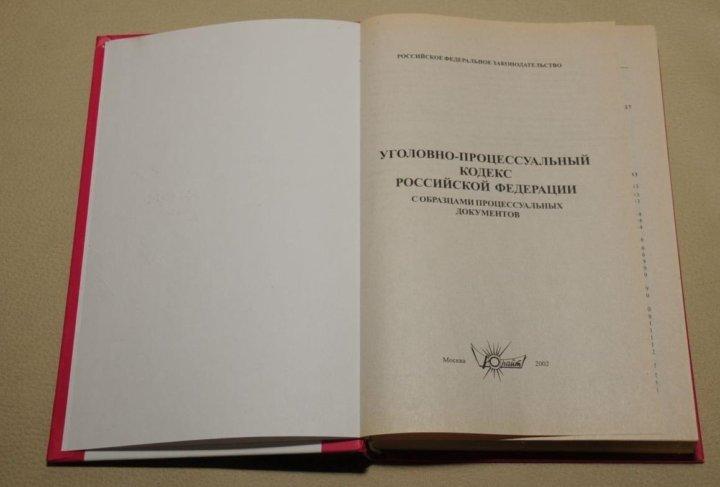 РОССИЙСКОЕ ФЕДЕРАЛЬНОЕ ЗАКОНОДАТЕЛЬСТВО
УГОЛОВНО-ПРОЦЕССУАЛЬНЫЙ
КОДЕКС
РОССИЙСКОЙ ФЕДЕРАЦИИ
С ОБРАЗЦАМИ ПРОЦЕССУАЛЬНЫХ
ДОКУМЕНТОВ
Москва Юрайт 2002